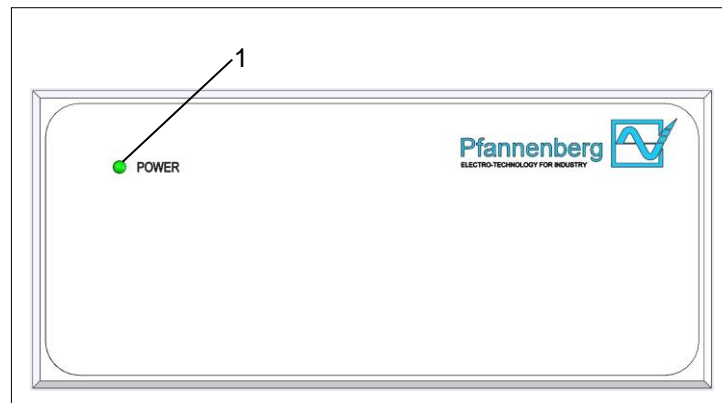 1
POWER
Pfannenberg
ELECTRO-TECHNOLOGY FOR INDUSTRY